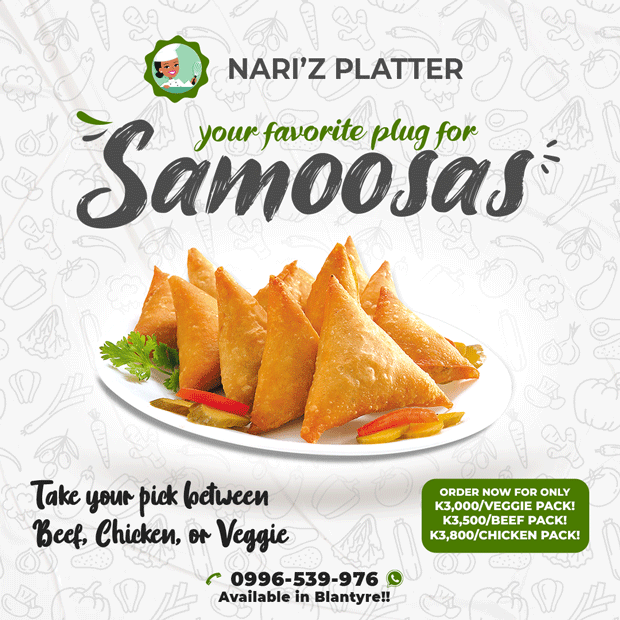 NARI'Z PLATTER
your favorite plug for
Samoosas
Take your pick between
Beef, Chicken, or Veggie
ORDER NOW FOR ONLY
K3,000/VEGGIE PACK!
K3,500/BEEF PACK!
K3,800/CHICKEN PACK!
0996-539-976
Available in Blantyre!!